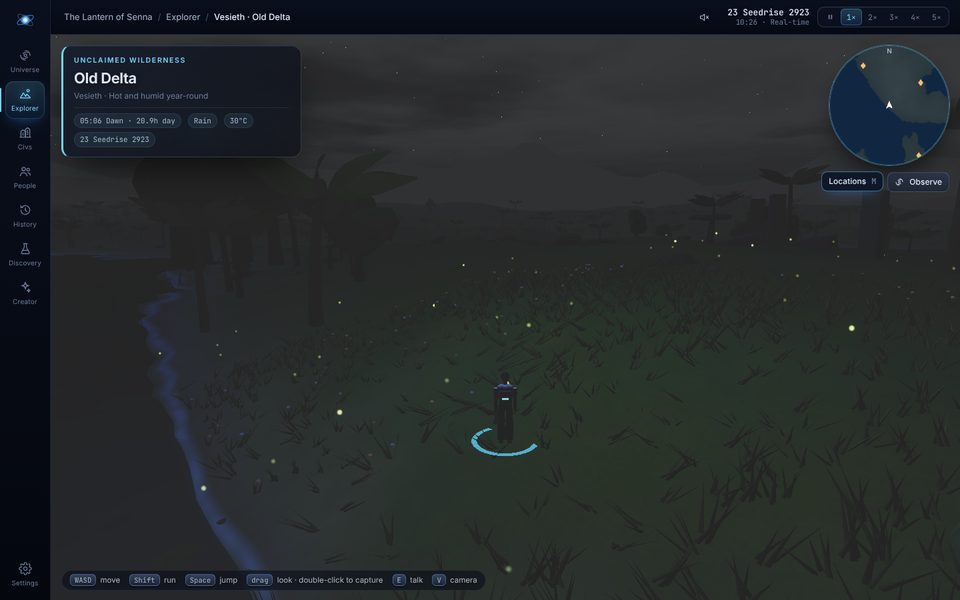 The Lantern of Senna / Explorer / Vesieth · Old Delta
23 Seedrise 2923
10:26 · Real-time
1× 2× 3× 4× 5×
Universe
Explorer
Civs
People
History
Discovery
Creator
Settings
UNCLAIMED WILDERNESS
Old Delta
Vesieth · Hot and humid year-round
05:06 Dawn · 20.9h day Rain 30°C
23 Seedrise 2923
N
Locations M Observe
WASD move Shift run Space jump drag look · double-click to capture E talk V camera